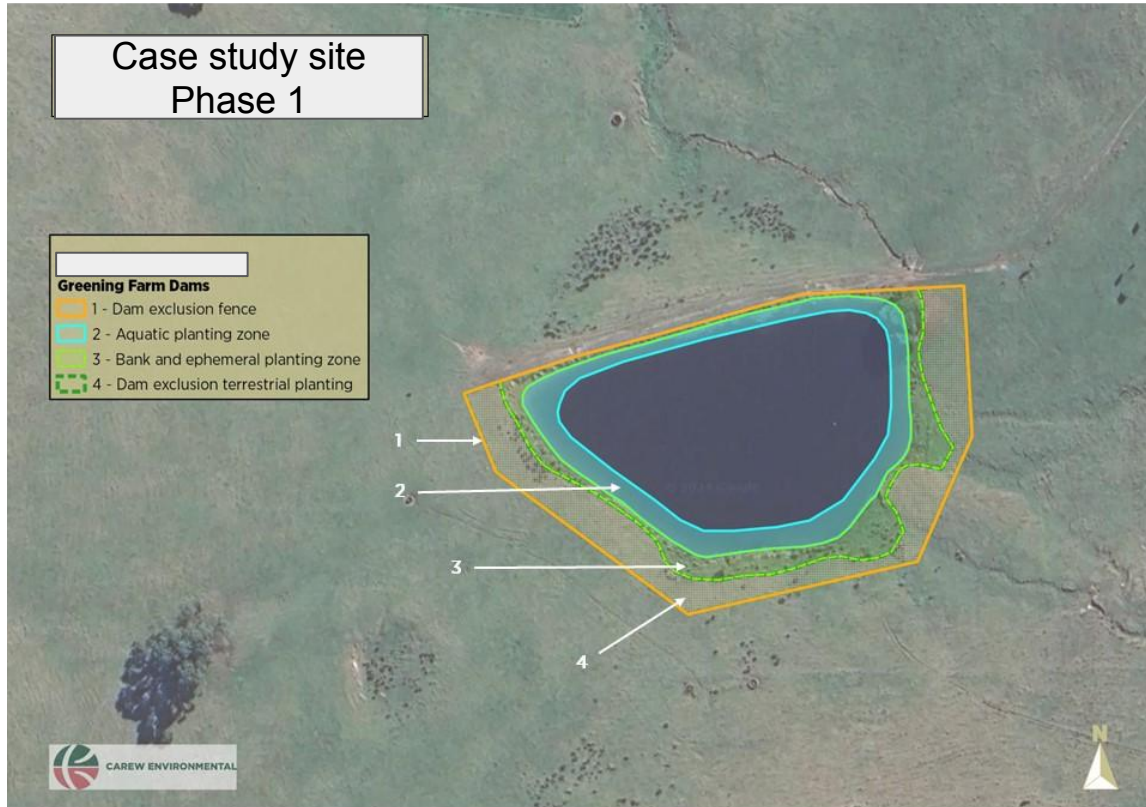 Case study site
Phase 1
Greening Farm Dams
1 - Dam exclusion fence
2 - Aquatic planting zone
3 - Bank and ephemeral planting zone
4 - Dam exclusion terrestrial planting
1
2
3
4
CAREW ENVIRONMENTAL
N